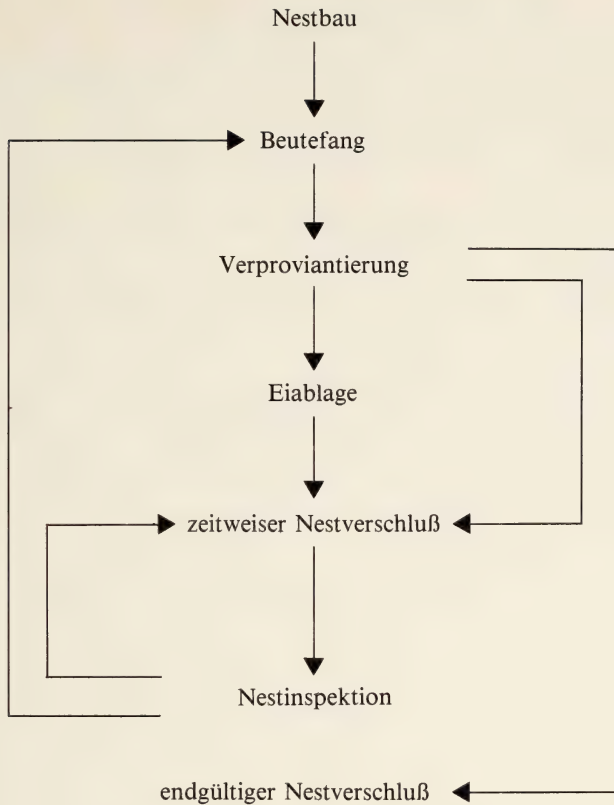 Nestbau
Beutefang
Verproviantierung
Eiablage
zeitweiser Nestverschluß
Nestinspektion
endgültiger Nestverschluß